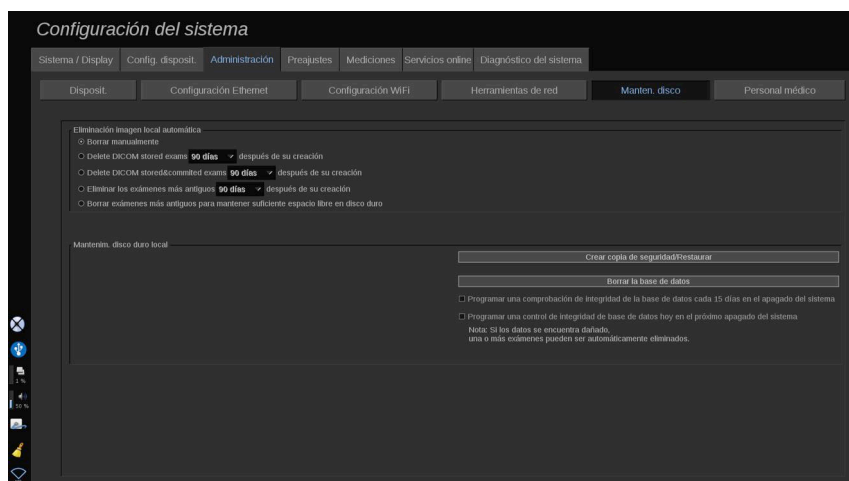 Configuración del sistema
Sistema / Display Config. disposit. Administración Preajustes Mediciones Servicios online Diagnóstico del sistema
Disposit. Configuración Ethernet Configuración WiFi Herramientas de red Manten. disco Personal médico
Eliminación imagen local automática
Borrar manualmente
Delete DICOM stored exams 90 días después de su creación
Delete DICOM stored&commited exams 90 días después de su creación
Eliminar los exámenes más antiguos 90 días después de su creación
Borrar exámenes más antiguos para mantener suficiente espacio libre en disco duro
Mantenim. disco duro local
Crear copia de seguridad/Restaurar
Borrar la base de datos
Programar una comprobación de integridad de la base de datos cada 15 días en el apagado del sistema
Programar una control de integridad de base de datos hoy en el próximo apagado del sistema
Nota: Si los datos se encuentra dañado,
una o más exámenes pueden ser automáticamente eliminados.
1 %
50 %